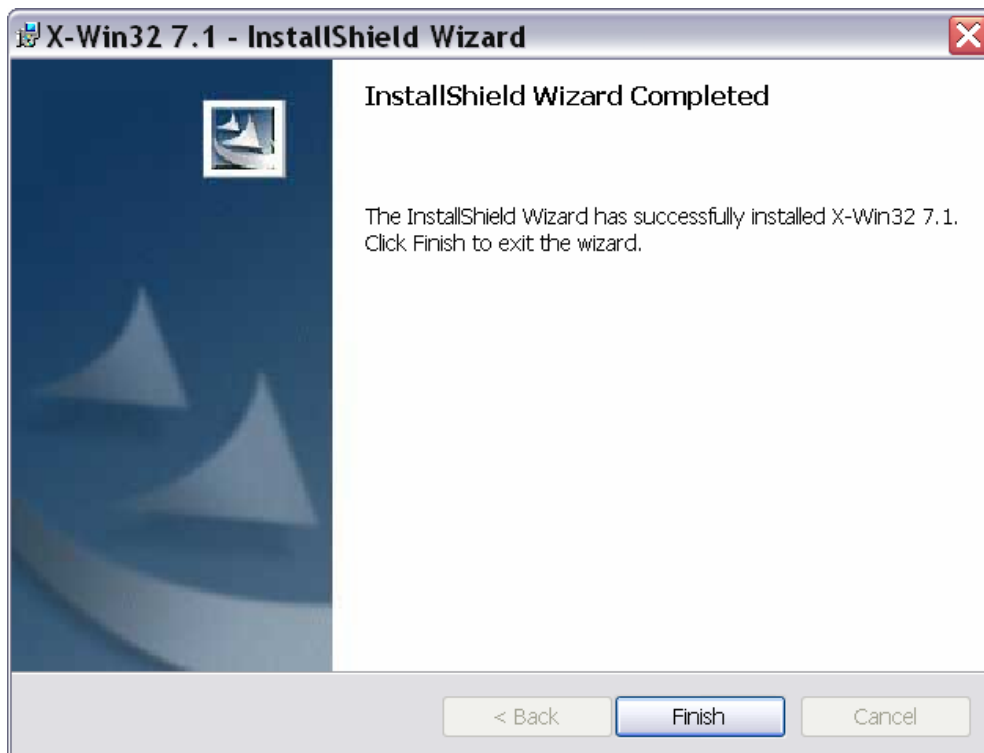 X-Win32 7.1 - InstallShield Wizard
InstallShield Wizard Completed
The InstallShield Wizard has successfully installed X-Win32 7.1.
Click Finish to exit the wizard.
< Back Finish Cancel